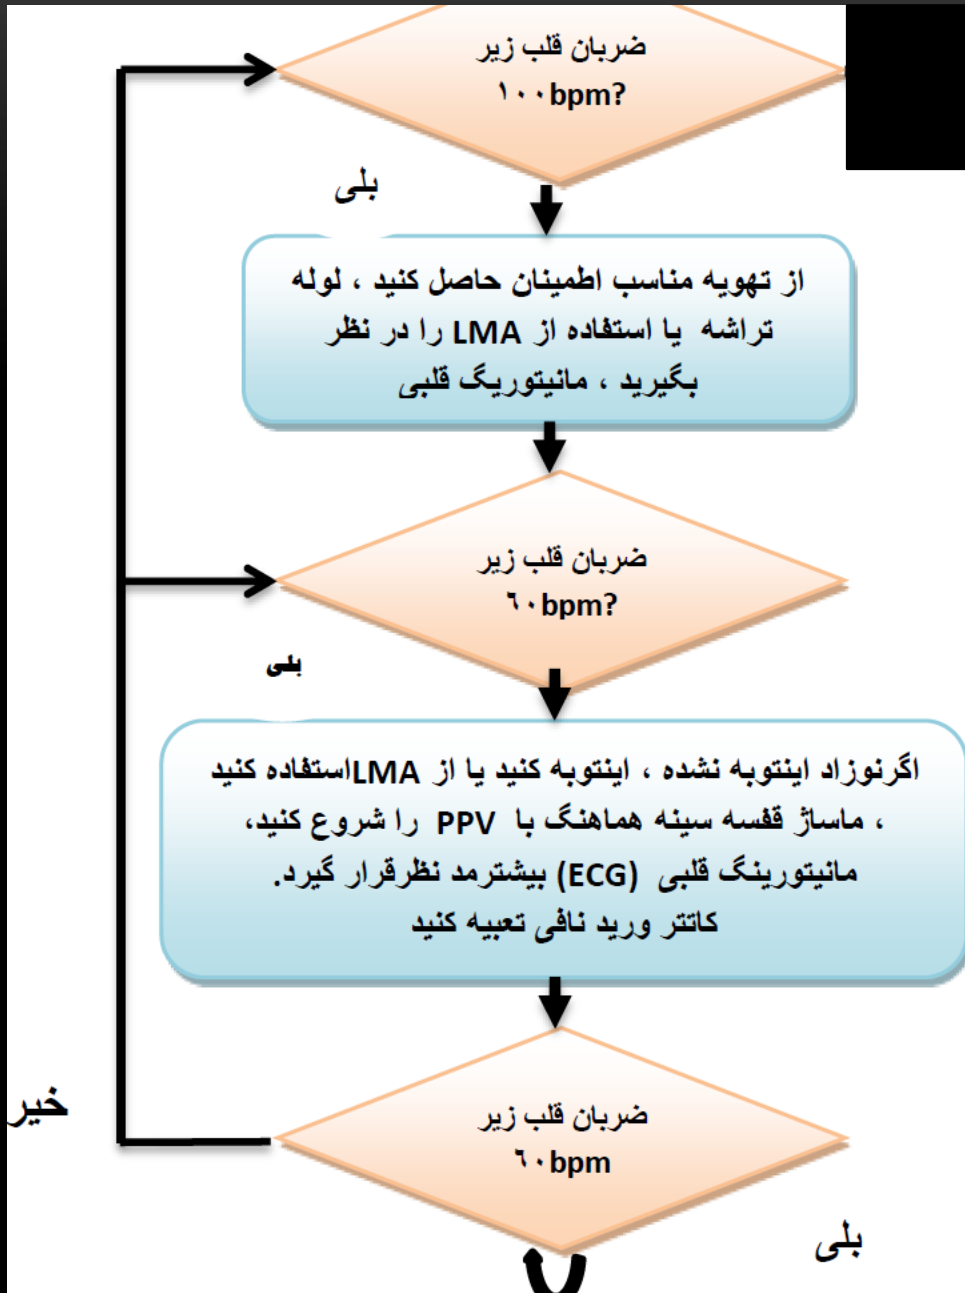 ضربان قلب زیر
۱۰۰bpm?
بلی
از تهویه مناسب اطمینان حاصل کنید ، لوله
تراشه یا استفاده از LMA را در نظر
بگیرید ، مانیتوریگ قلبی
ضربان قلب زیر
٦٠bpm?
بلی
اگرنوزاد اینتوبه نشده ، اینتوبه کنید یا از LMAاستفاده کنید
، ماساژ قفسه سینه هماهنگ با PPV را شروع کنید،
مانیتورینگ قلبی (ECG) بیشترمد نظرقرار گیرد.
کاتتر ورید نافی تعبیه کنید
خیر
ضربان قلب زیر
٦٠bpm
بلی